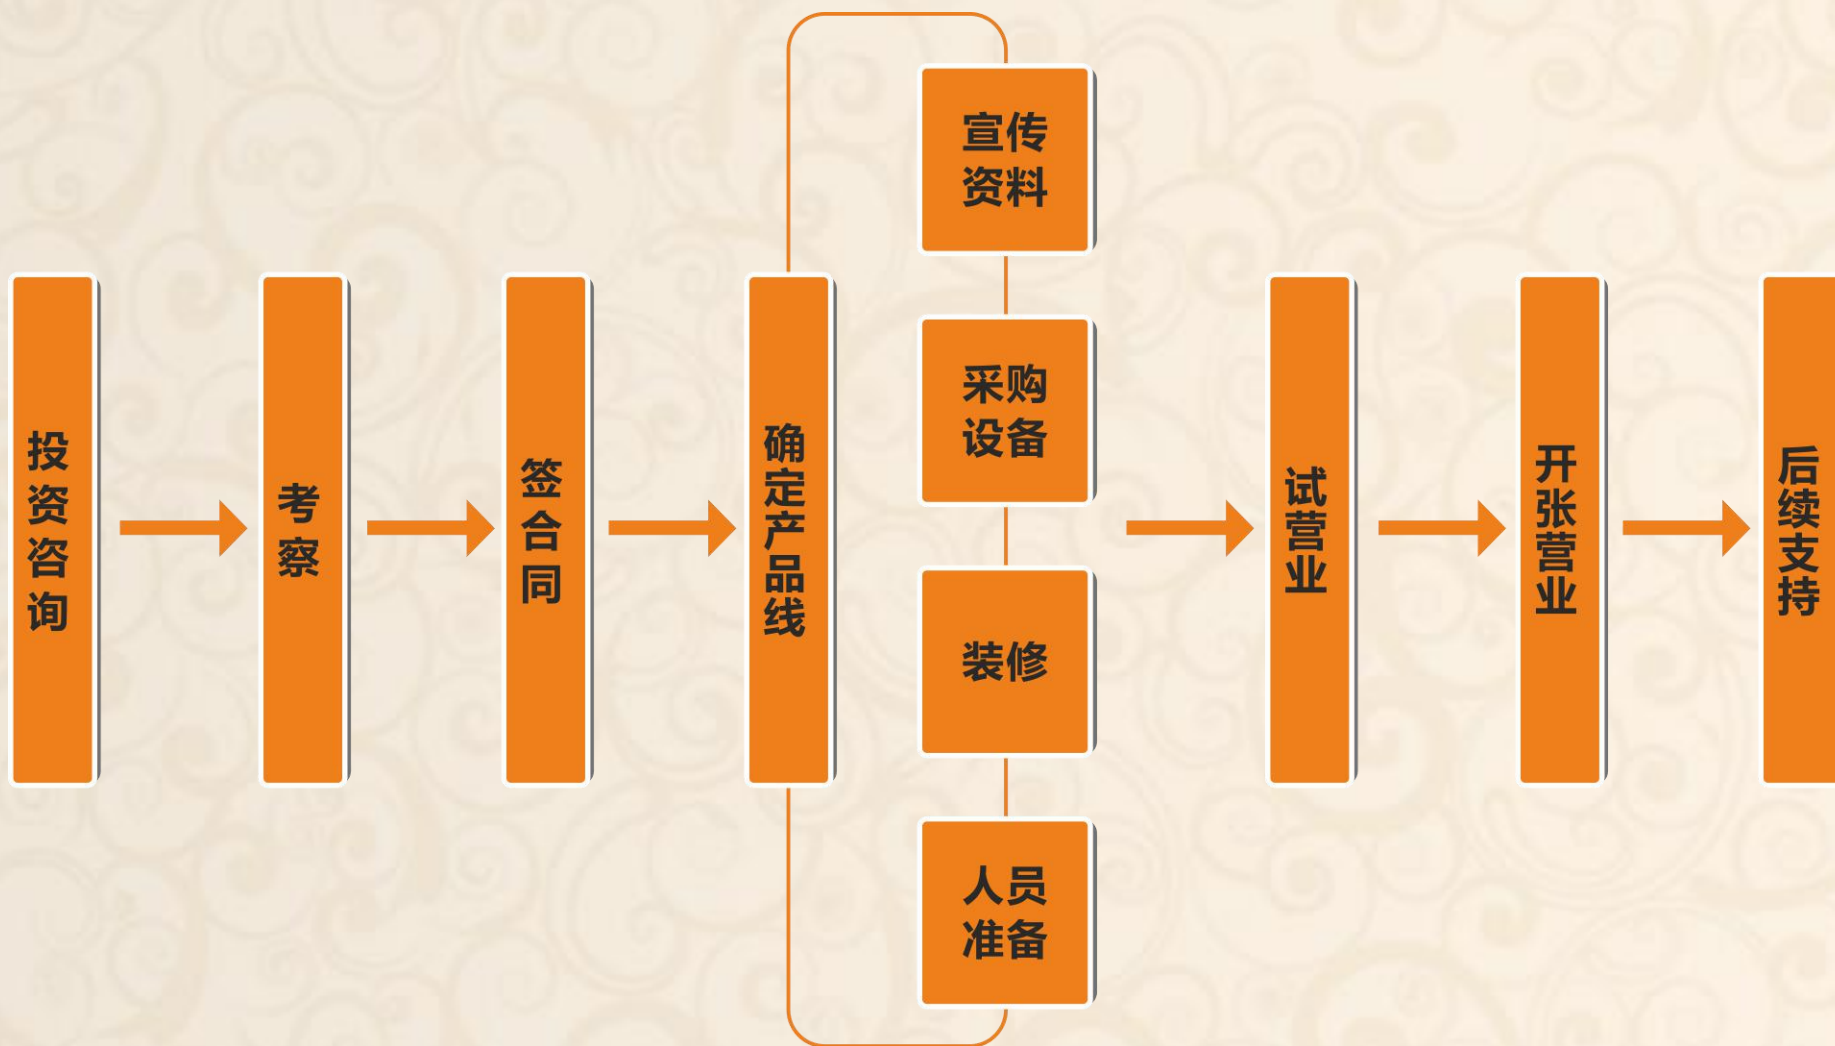 投资咨询
考察
签合同
确定产品线
宣传
资料
采购
设备
装修
人员
准备
试营业
开张营业
后续支持